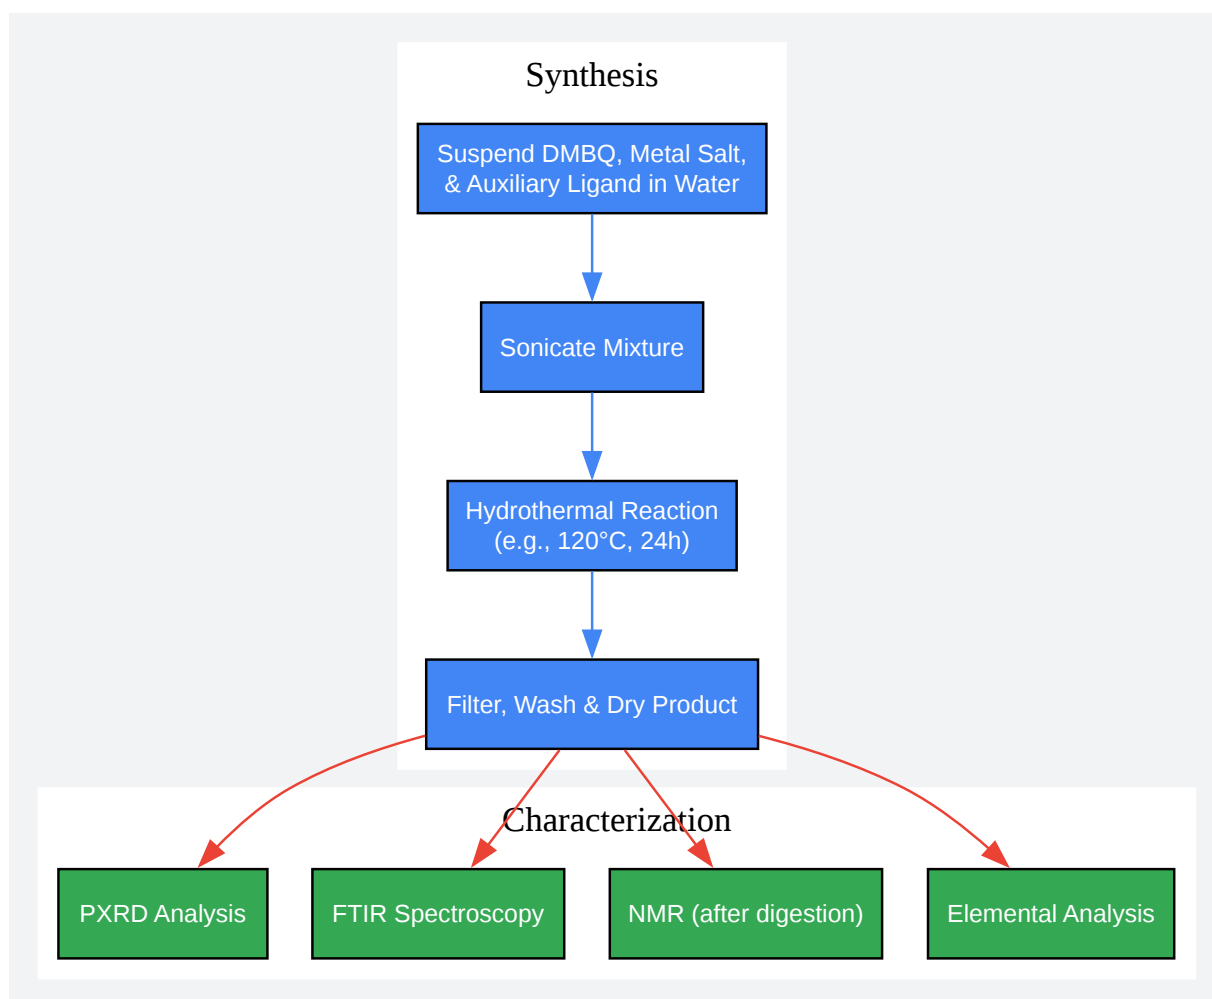 Synthesis
Suspend DMBQ, Metal Salt,
& Auxiliary Ligand in Water
Sonicate Mixture
Hydrothermal Reaction
(e.g., 120°C, 24h)
Filter, Wash & Dry Product
Characterization
PXRD Analysis
FTIR Spectroscopy
NMR (after digestion)
Elemental Analysis